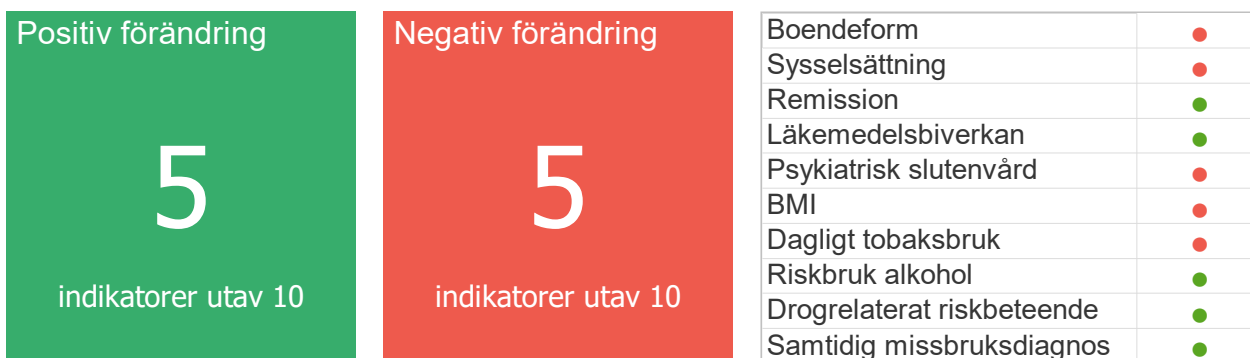 Positiv förändring
5
indikatorer utav 10
Negativ förändring
5
indikatorer utav 10
Boendeform
Sysselsättning
Remission
Läkemedelsbiverkan
Psykiatrisk slutenvård
BMI
Dagligt tobaksbruk
Riskbruk alkohol
Drogrelaterat riskbeteende
Samtidig missbruksdiagnos